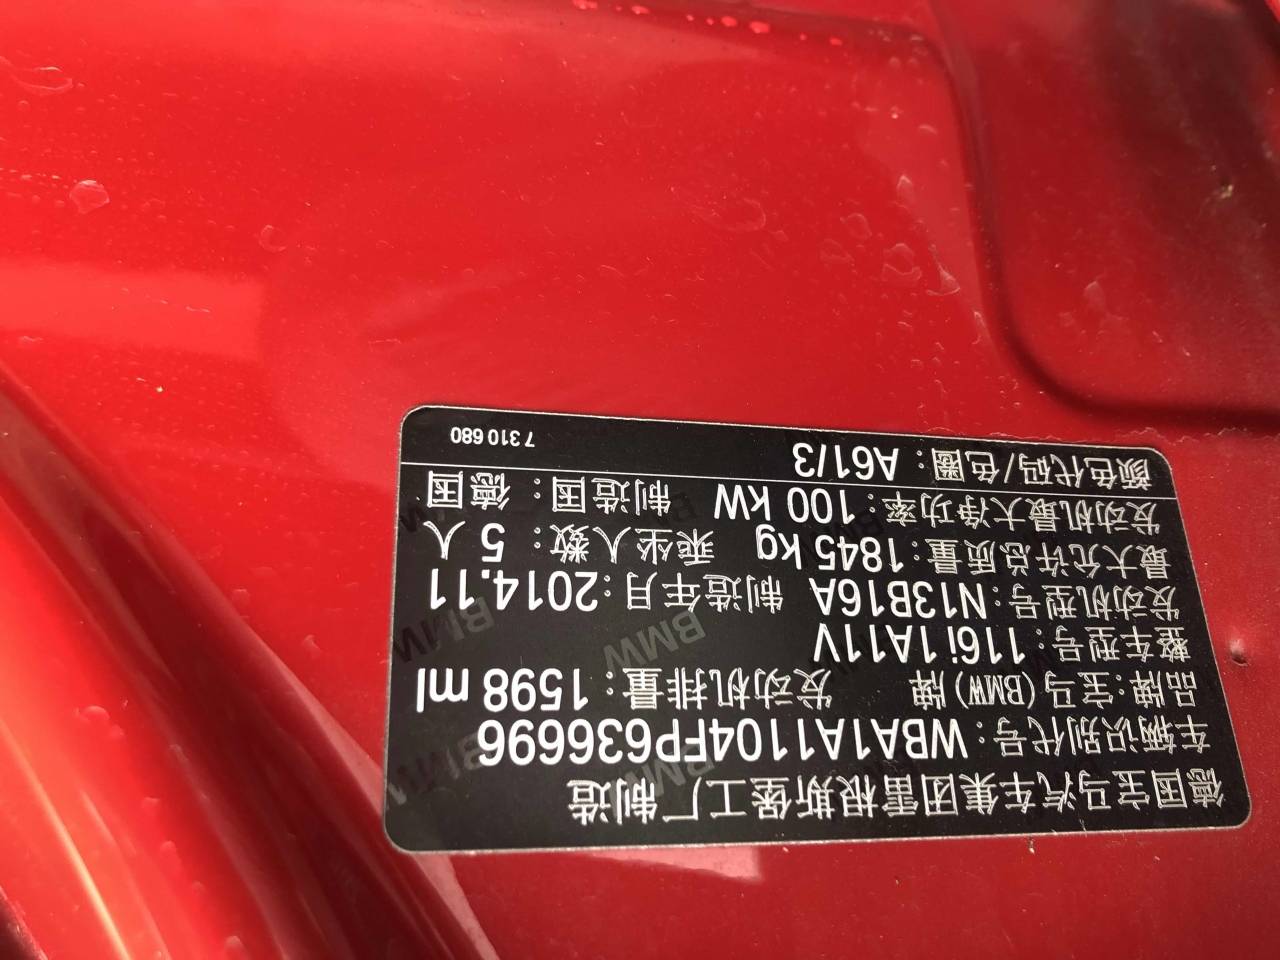 德国宝马汽车集团雷根斯堡工厂制造
车辆识别代号：WBA1A1104FP636696
品牌：宝马(BMW)牌 发动机排量：1598 ml
整车型号：116i 1A11V
发动机型号：N13B16A 制造年月：2014.11
最大允许总质量：1845 kg 乘坐人数：5 人
发动机最大净功率：100 kW 制造国：德国
颜色代码/色圈：A61/3 7 310 680